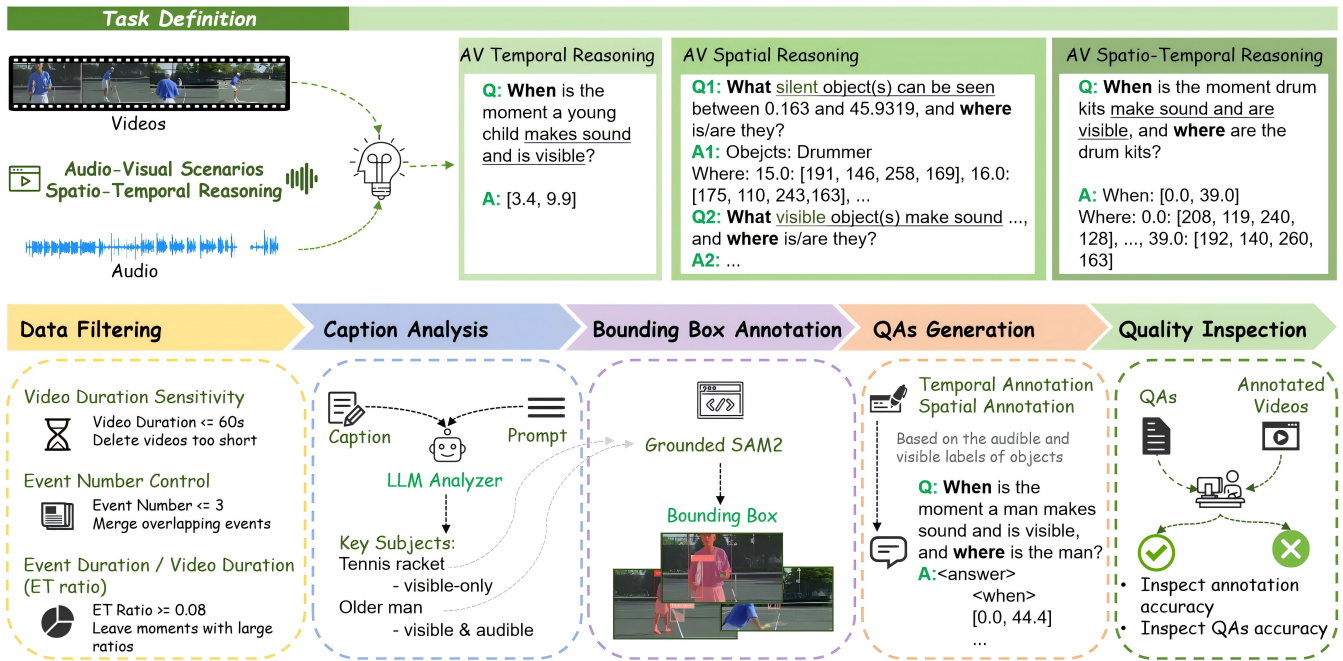 Task Definition
Videos
Audio-Visual Scenarios
Spatio-Temporal Reasoning
Audio
AV Temporal Reasoning
Q: When is the
moment a young
child makes sound
and is visible?
A: [3.4, 9.9]
AV Spatial Reasoning
Q1: What silent object(s) can be seen
between 0.163 and 45.9319, and where
is/are they?
A1: Obejcts: Drummer
Where: 15.0: [191, 146, 258, 169], 16.0:
[175, 110, 243,163], ...
Q2: What visible object(s) make sound ...,
and where is/are they?
A2: ...
AV Spatio-Temporal Reasoning
Q: When is the moment drum
kits make sound and are
visible, and where are the
drum kits?
A: When: [0.0, 39.0]
Where: 0.0: [208, 119, 240,
128], ..., 39.0: [192, 140, 260,
163]
Data Filtering
Video Duration Sensitivity
Video Duration <= 60s
Delete videos too short
Event Number Control
Event Number <= 3
Merge overlapping events
Event Duration / Video Duration
(ET ratio)
ET Ratio >= 0.08
Leave moments with large
ratios
Caption Analysis
Caption
Prompt
LLM Analyzer
Key Subjects:
Tennis racket
- visible-only
Older man
- visible & audible
Bounding Box Annotation
Grounded SAM2
Bounding Box
QAs Generation
Temporal Annotation
Spatial Annotation
Based on the audible and
visible labels of objects
Q: When is the
moment a man makes
sound and is visible,
and where is the man?
A:<answer>
<when>
[0.0, 44.4]
...
Quality Inspection
QAs
Annotated
Videos
• Inspect annotation
accuracy
• Inspect QAs accuracy